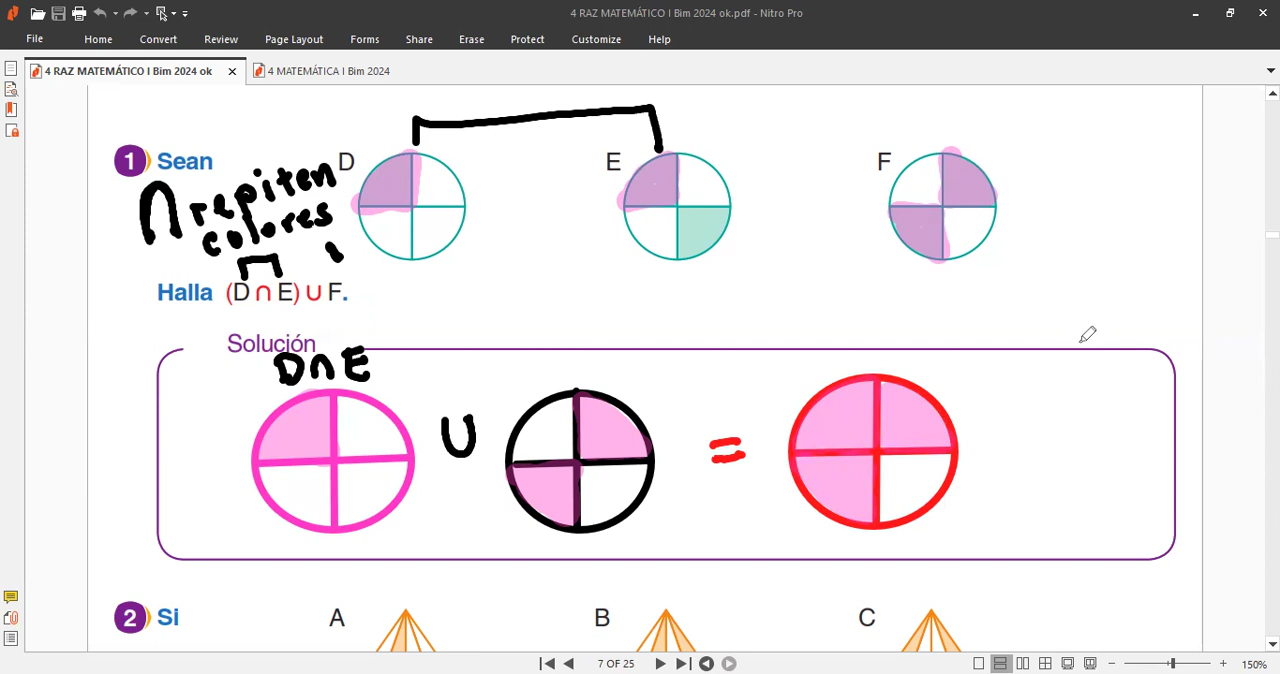 4 RAZ MATEMÁTICO I Bim 2024 ok.pdf - Nitro Pro
File Home Convert Review Page Layout Forms Share Erase Protect Customize Help
4 RAZ MATEMÁTICO I Bim 2024 ok
4 MATEMÁTICA I Bim 2024
1 Sean D E F
∩ repiten
colores
Halla (D ∩ E) ∪ F.
Solución
D∩E
∪ =
2 Si A B C
7 OF 25
150%